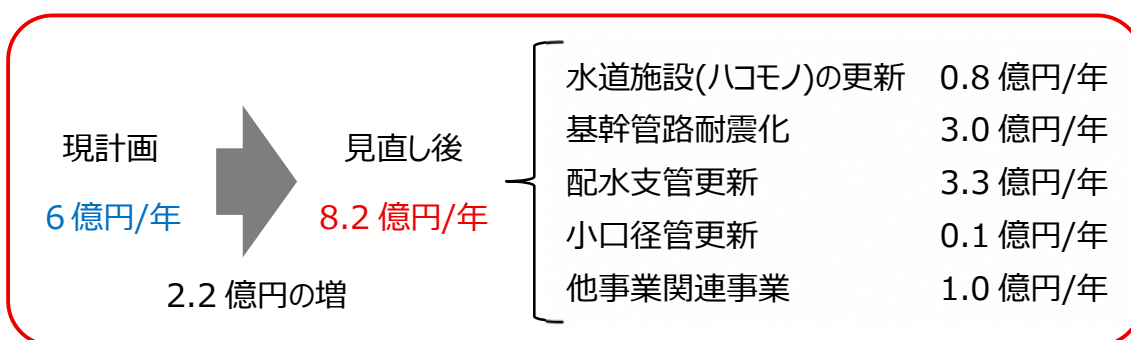 現計画
6億円/年
見直し後
8.2億円/年
2.2億円の増
水道施設(ハコモノ)の更新 0.8億円/年
基幹管路耐震化 3.0億円/年
配水支管更新 3.3億円/年
小口径管更新 0.1億円/年
他事業関連事業 1.0億円/年